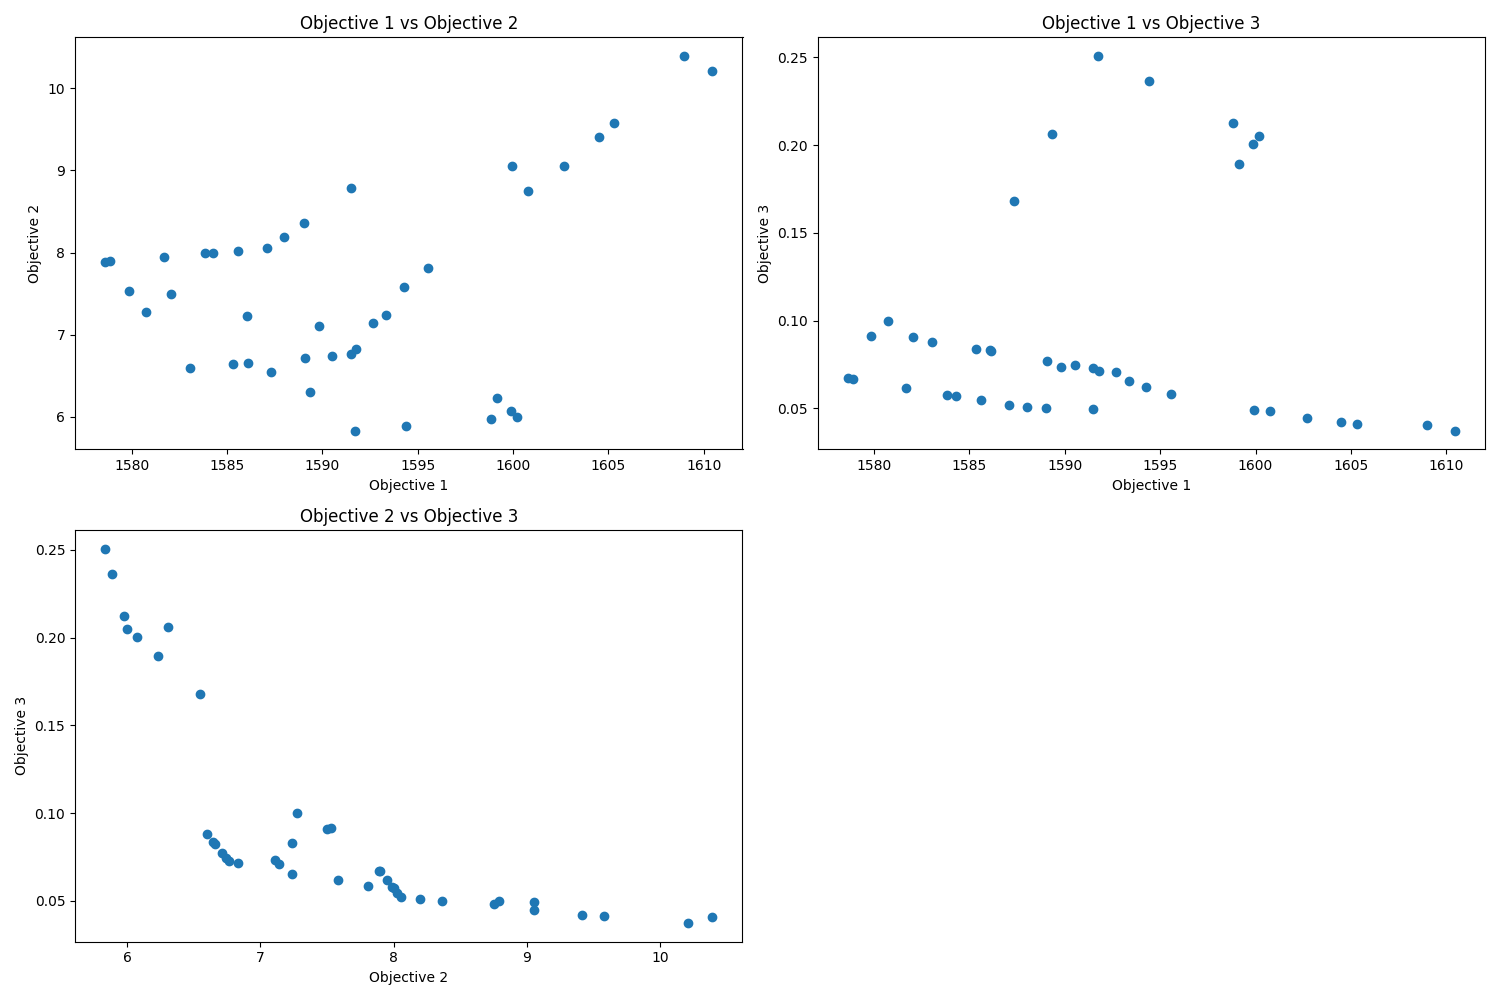 Objective 1 vs Objective 2
10
9
8
7
6
Objective 2
1580 1585 1590 1595 1600 1605 1610
Objective 1
Objective 1 vs Objective 3
0.25
0.20
0.15
0.10
0.05
Objective 3
1580 1585 1590 1595 1600 1605 1610
Objective 1
Objective 2 vs Objective 3
0.25
0.20
0.15
0.10
0.05
Objective 3
6 7 8 9 10
Objective 2